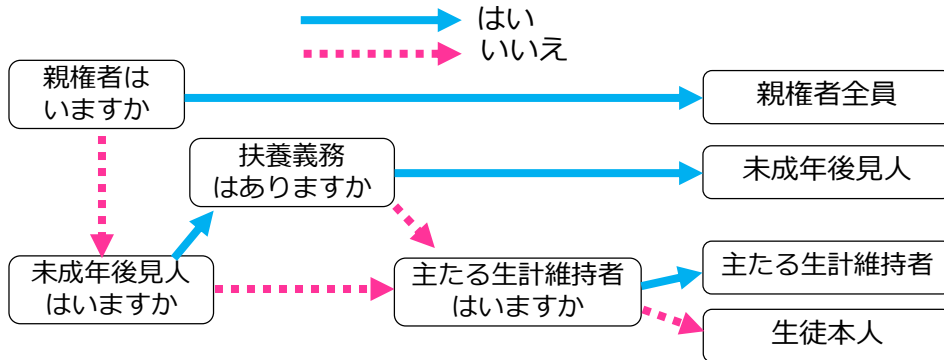 はい
いいえ
親権者は
いますか
親権者全員
扶養義務
はありますか
未成年後見人
未成年後見人
はいますか
主たる生計維持者
はいますか
主たる生計維持者
生徒本人